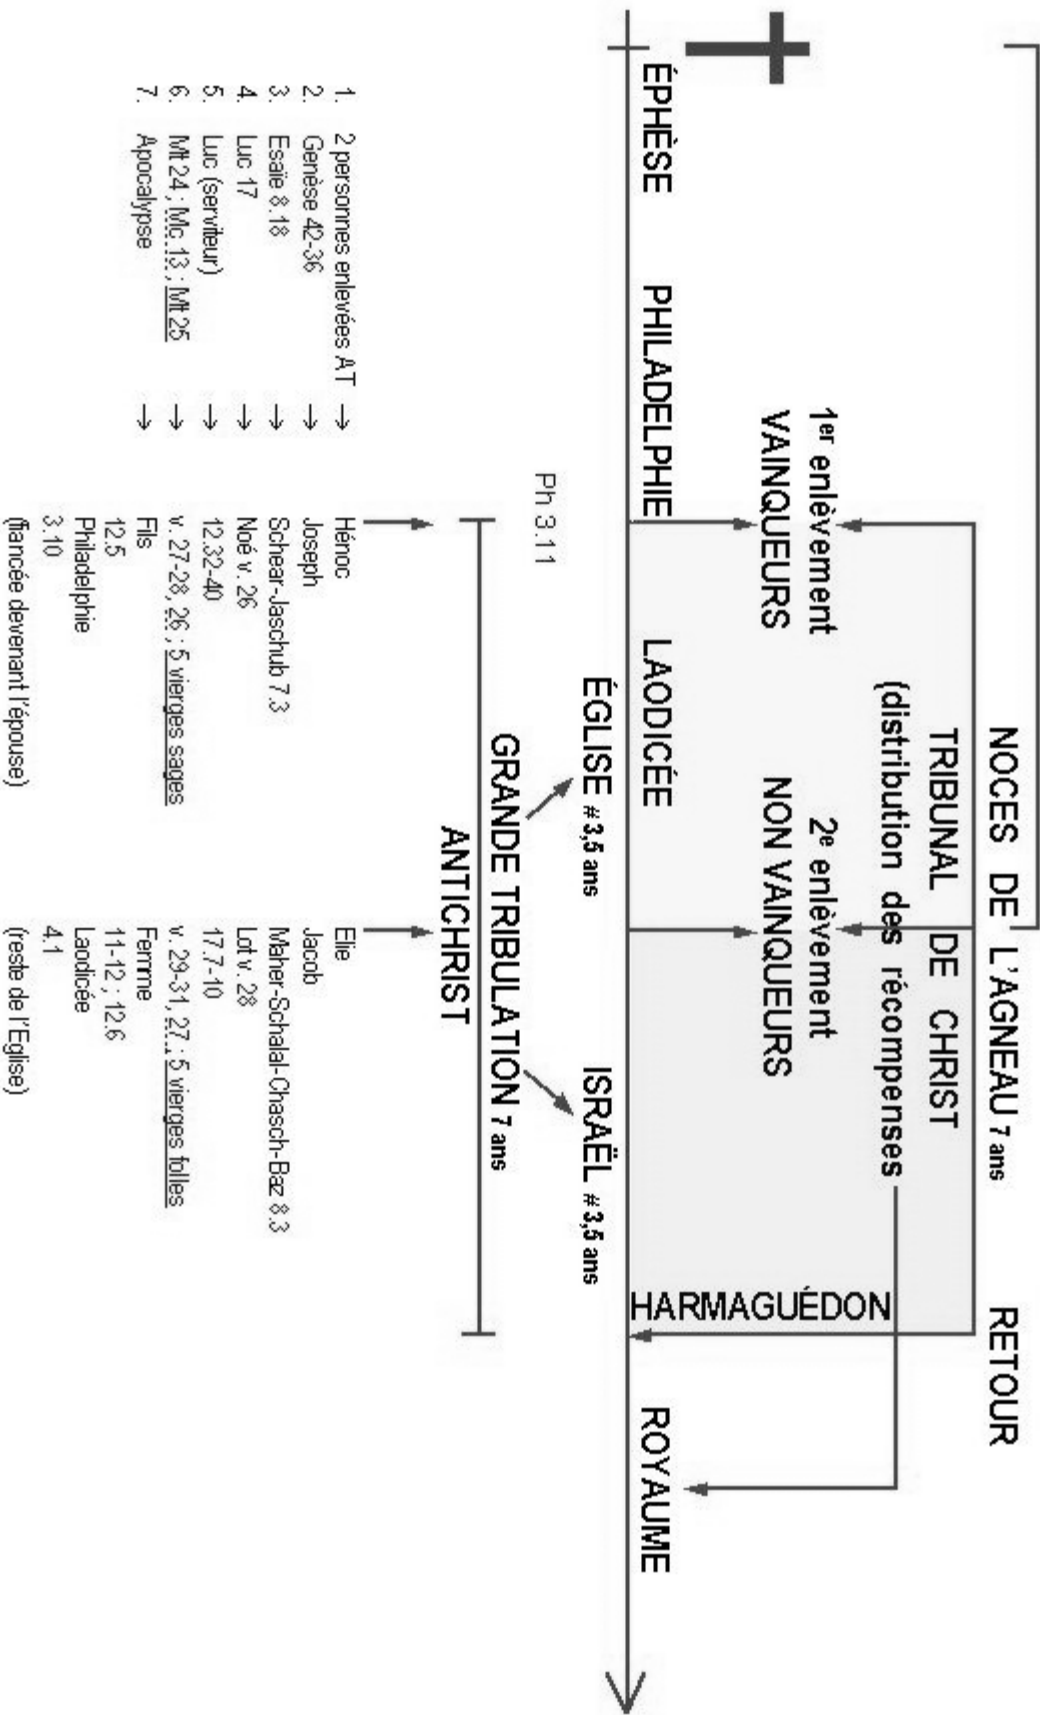 NOCES DE L'AGNEAU 7 ans
RETOUR
TRIBUNAL DE CHRIST
(distribution des récompenses
1er enlèvement
VAINQUEURS
2e enlèvement
NON VAINQUEURS
HARMAGUÉDON
ÉPHÈSE
PHILADELPHIE
LAODICÉE
ROYAUME
ÉGLISE # 3,5 ans
ISRAËL # 3,5 ans
Ph 3.11
GRANDE TRIBULATION 7 ans
ANTICHRIST
1. 2 personnes enlevées AT → Hénoc Elie
2. Genèse 42-36 → Joseph Jacob
3. Esaïe 8.18 → Schear-Jaschub 7.3 Maher-Schalal-Chasch-Baz 8.3
4. Luc 17 → Noé v. 26 Lot v. 28
5. Luc (serviteur) → 12.32-40 17.7-10
6. Mt 24 ; Mc 13 ; Mt 25 → v. 27-28, 26 ; 5 vierges sages v. 29-31, 27 ; 5 vierges folles
7. Apocalypse → Fils Femme
12.5 11-12 ; 12.6
Philadelphie Laodicée
3.10 4.1
(fiancée devenant l'épouse) (reste de l'Eglise)